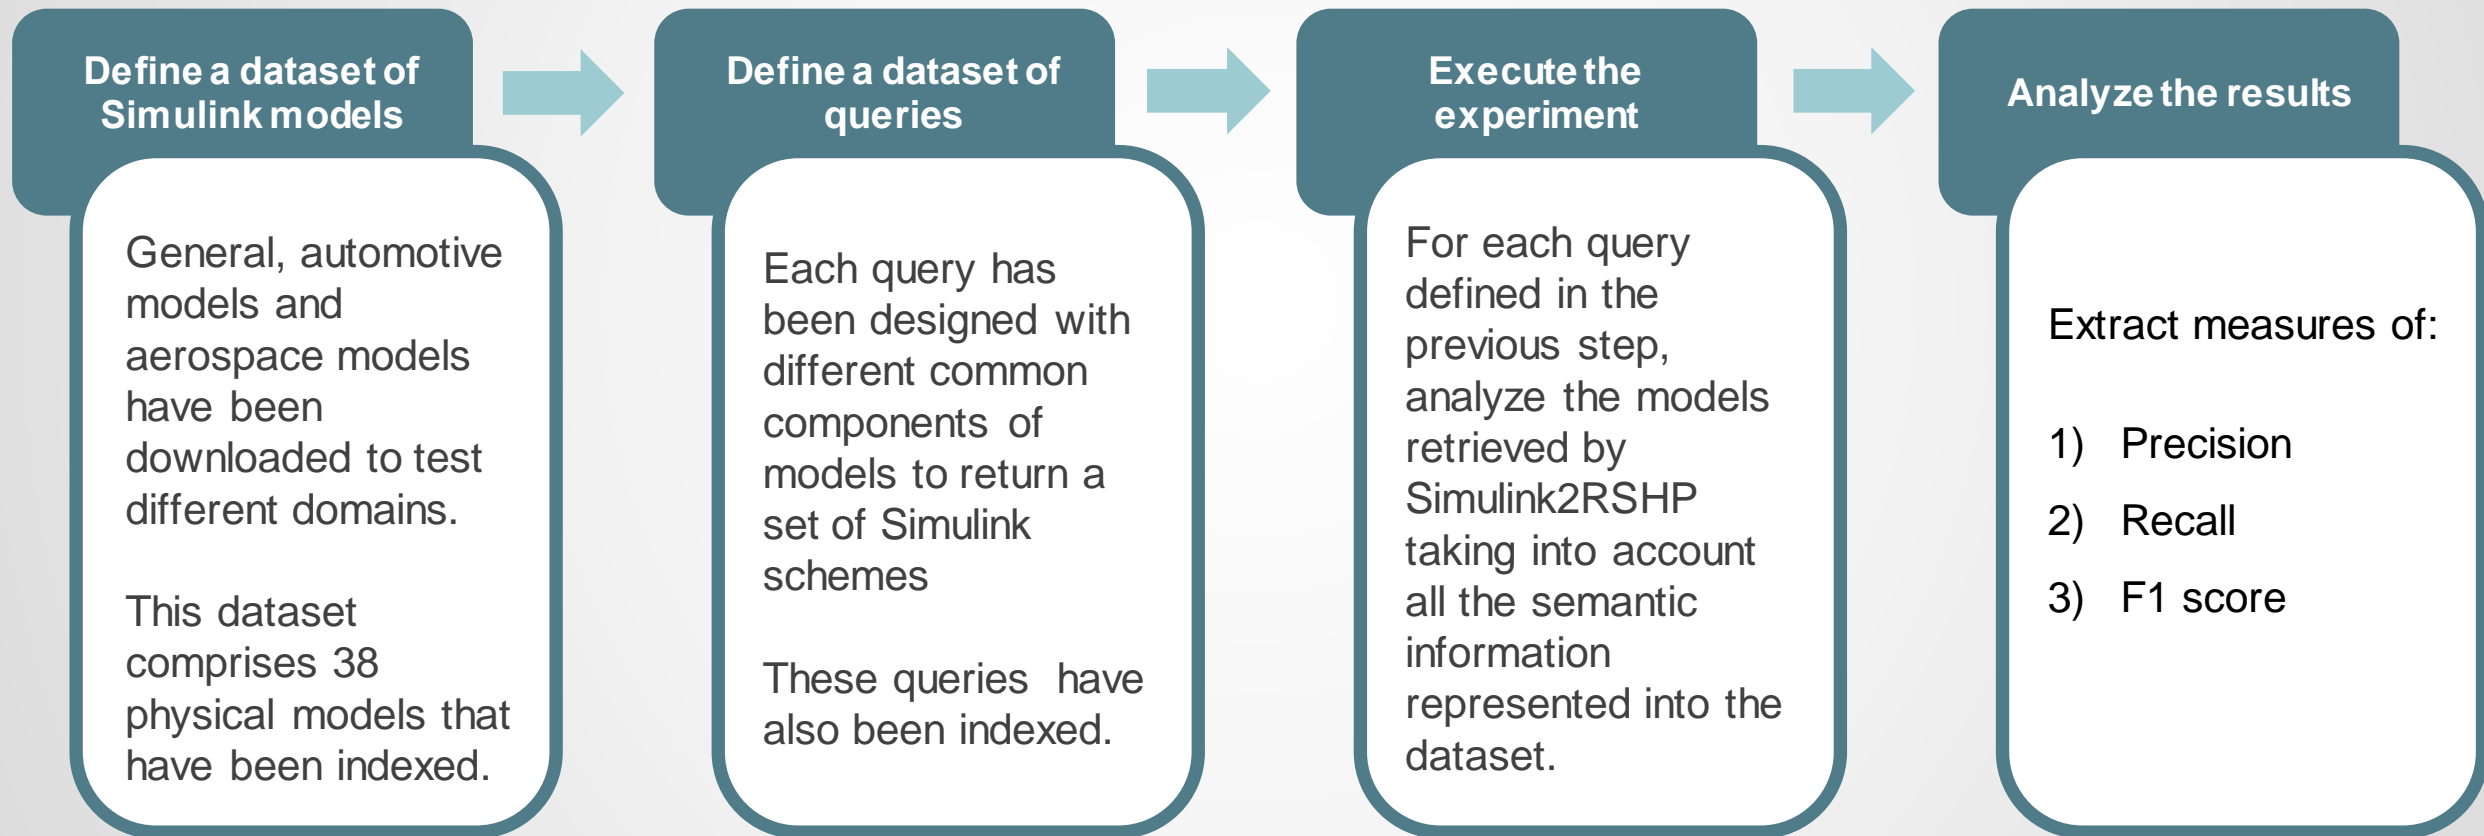 Define a dataset of
Simulink models
General, automotive
models and
aerospace models
have been
downloaded to test
different domains.
This dataset
comprises 38
physical models that
have been indexed.
Define a dataset of
queries
Each query has
been designed with
different common
components of
models to return a
set of Simulink
schemes
These queries have
also been indexed.
Execute the
experiment
For each query
defined in the
previous step,
analyze the models
retrieved by
Simulink2RSHP
taking into account
all the semantic
information
represented into the
dataset.
Analyze the results
Extract measures of:
1) Precision
2) Recall
3) F1 score